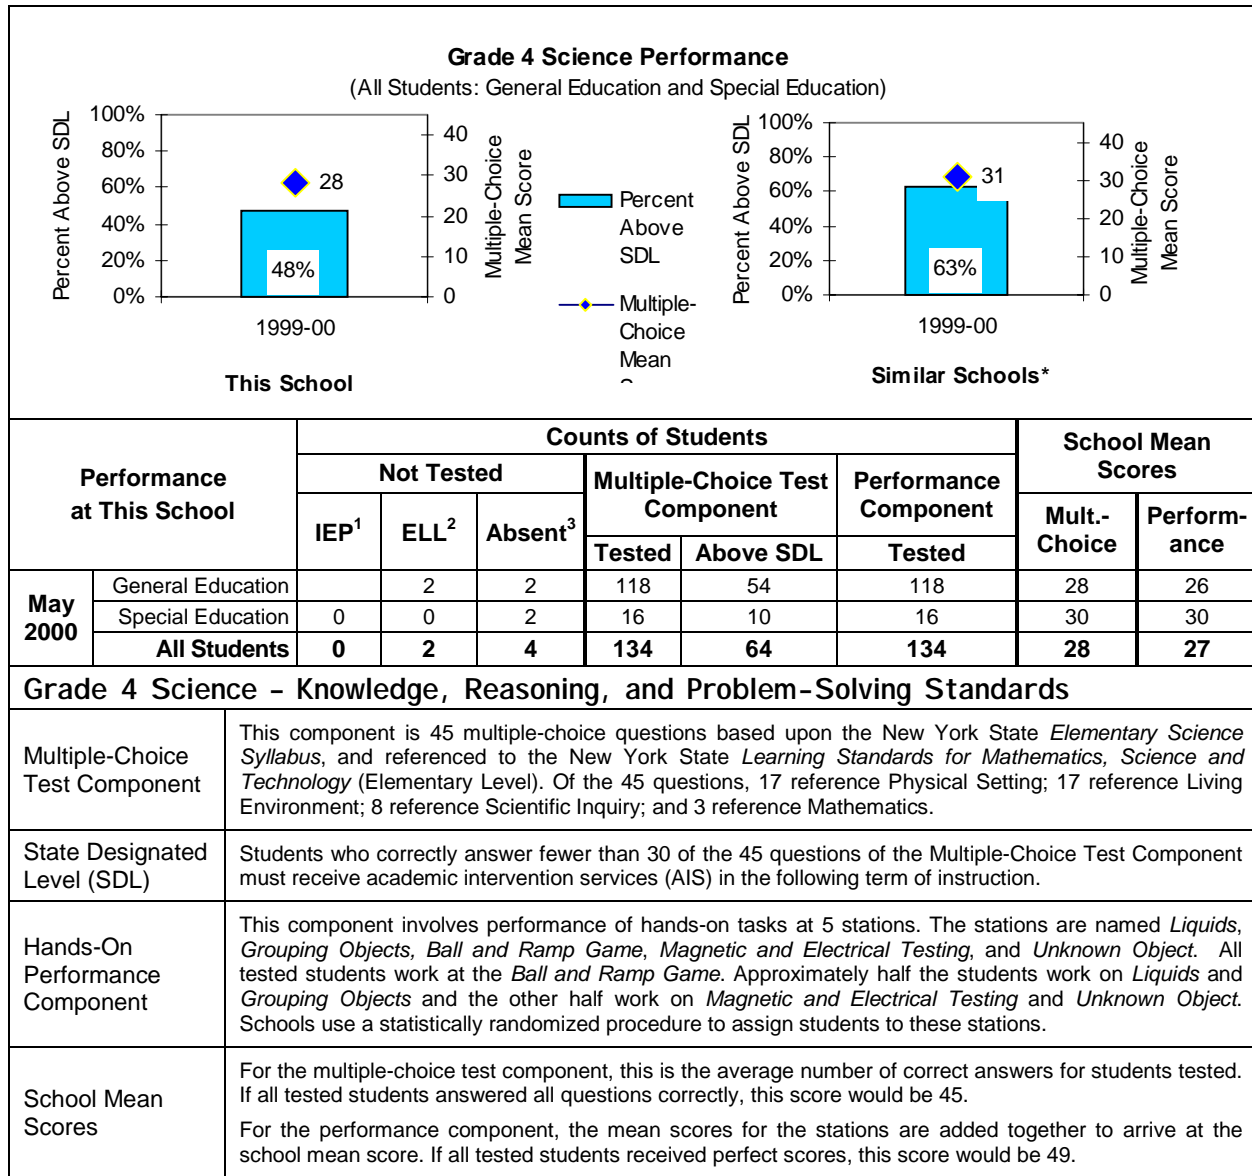 Grade 4 Science Performance
(All Students: General Education and Special Education)
Percent Above SDL
100%
80%
60%
40%
20%
0%
28
48%
40
30
20
10
0
Multiple-Choice
Mean Score
1999-00
This School
Percent
Above
SDL
Multiple-
Choice
Mean
Percent Above SDL
100%
80%
60%
40%
20%
0%
31
63%
40
30
20
10
0
Multiple-Choice
Mean Score
1999-00
Similar Schools*
Performance
at This School
Counts of Students
School Mean
Scores
Not Tested
Multiple-Choice Test
Component
Performance
Component
IEP1 ELL2 Absent3
Mult.-
Choice
Perform-
ance
Tested Above SDL Tested
May
2000
General Education 2 2 118 54 118 28 26
Special Education 0 0 2 16 10 16 30 30
All Students 0 2 4 134 64 134 28 27
Grade 4 Science – Knowledge, Reasoning, and Problem-Solving Standards
Multiple-Choice
Test Component
This component is 45 multiple-choice questions based upon the New York State Elementary Science
Syllabus, and referenced to the New York State Learning Standards for Mathematics, Science and
Technology (Elementary Level). Of the 45 questions, 17 reference Physical Setting; 17 reference Living
Environment; 8 reference Scientific Inquiry; and 3 reference Mathematics.
State Designated
Level (SDL)
Students who correctly answer fewer than 30 of the 45 questions of the Multiple-Choice Test Component
must receive academic intervention services (AIS) in the following term of instruction.
Hands-On
Performance
Component
This component involves performance of hands-on tasks at 5 stations. The stations are named Liquids,
Grouping Objects, Ball and Ramp Game, Magnetic and Electrical Testing, and Unknown Object. All
tested students work at the Ball and Ramp Game. Approximately half the students work on Liquids and
Grouping Objects and the other half work on Magnetic and Electrical Testing and Unknown Object.
Schools use a statistically randomized procedure to assign students to these stations.
School Mean
Scores
For the multiple-choice test component, this is the average number of correct answers for students tested.
If all tested students answered all questions correctly, this score would be 45.
For the performance component, the mean scores for the stations are added together to arrive at the
school mean score. If all tested students received perfect scores, this score would be 49.